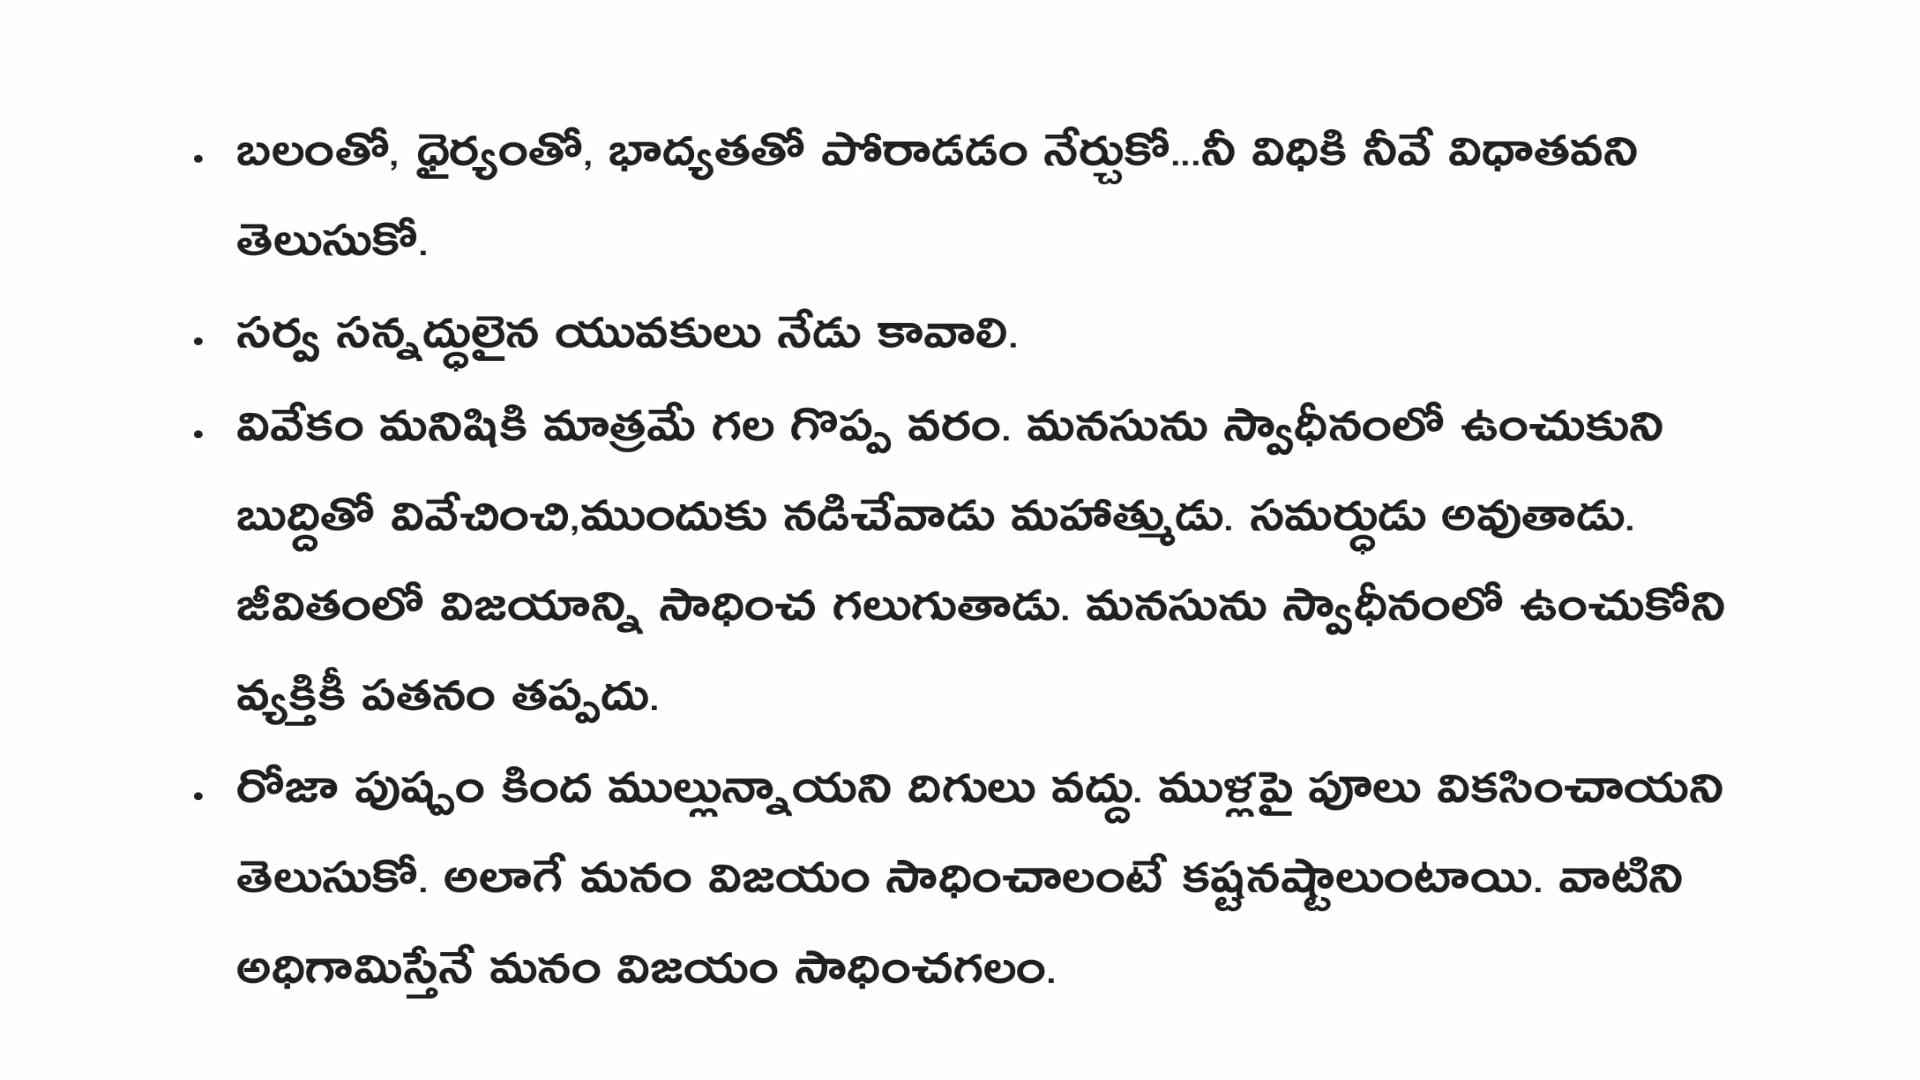 • బలంతో, ధైర్యంతో, భాద్యతతో పోరాడడం నేర్చుకో...నీ విధికి నీవే విధాతవని
తెలుసుకో.
• సర్వ సన్నద్ధులైన యువకులు నేడు కావాలి.
• వివేకం మనిషికి మాత్రమే గల గొప్ప వరం. మనసును స్వాధీనంలో ఉంచుకుని
బుద్దితో వివేచించి,ముందుకు నడిచేవాడు మహాత్ముడు. సమర్ధుడు అవుతాడు.
జీవితంలో విజయాన్ని సాధించ గలుగుతాడు. మనసును స్వాధీనంలో ఉంచుకోని
వ్యక్తికీ పతనం తప్పదు.
• రోజా పుష్పం కింద ముల్లున్నాయని దిగులు వద్దు. ముళ్లపై పూలు వికసించాయని
తెలుసుకో. అలాగే మనం విజయం సాధించాలంటే కష్టనష్టాలుంటాయి. వాటిని
అధిగామిస్తేనే మనం విజయం సాధించగలం.